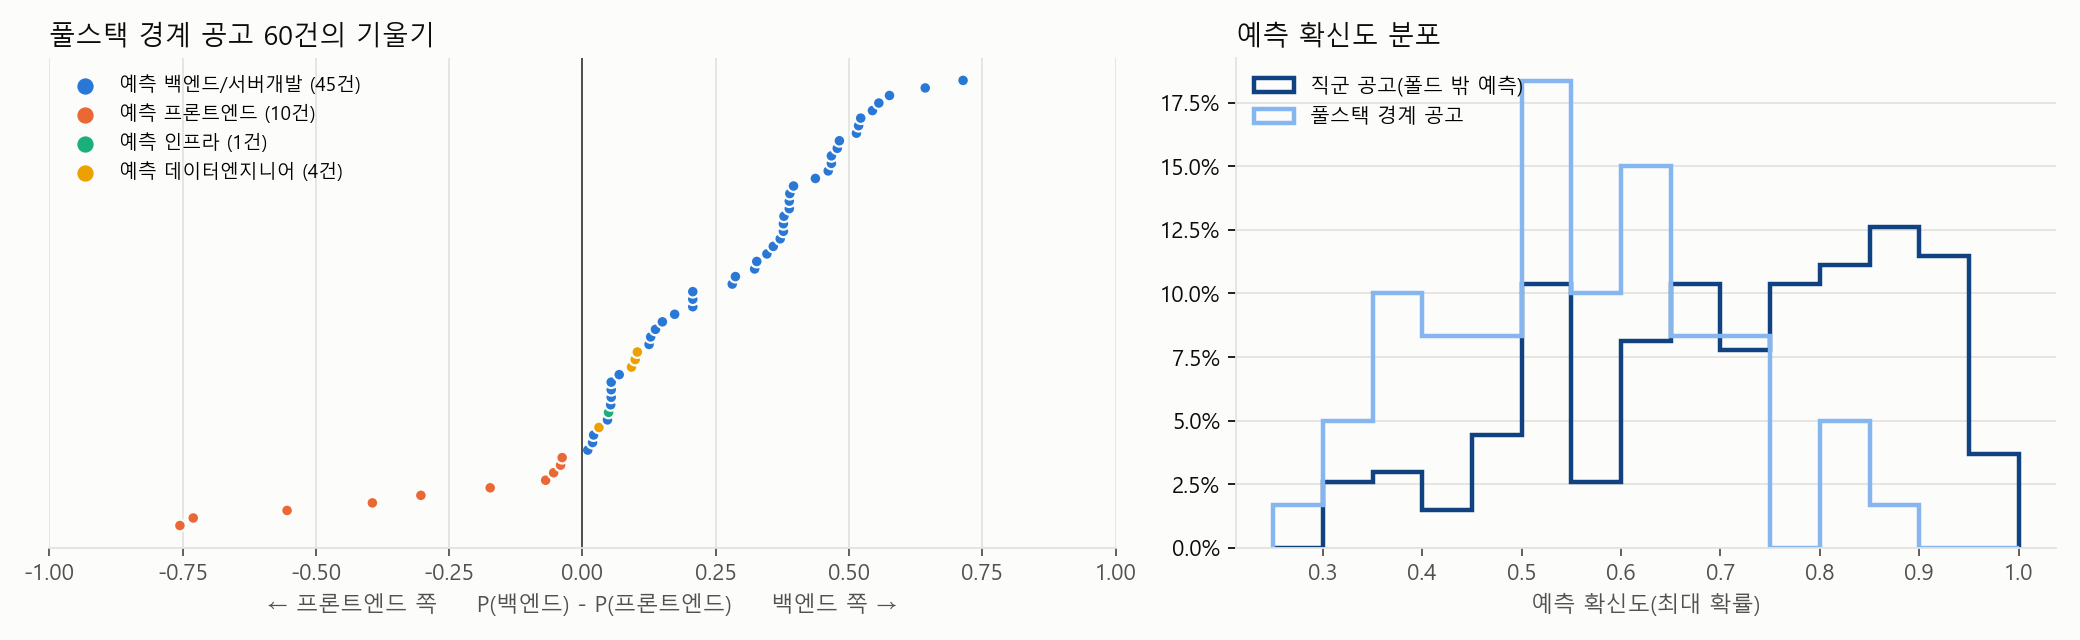 풀스택 경계 공고 60건의 기울기
예측 백엔드/서버개발 (45건)
예측 프론트엔드 (10건)
예측 인프라 (1건)
예측 데이터엔지니어 (4건)
-1.00 -0.75 -0.50 -0.25 0.00 0.25 0.50 0.75 1.00
← 프론트엔드 쪽 P(백엔드) - P(프론트엔드) 백엔드 쪽 →
예측 확신도 분포
직군 공고(폴드 밖 예측)
풀스택 경계 공고
17.5%
15.0%
12.5%
10.0%
7.5%
5.0%
2.5%
0.0%
0.3 0.4 0.5 0.6 0.7 0.8 0.9 1.0
예측 확신도(최대 확률)